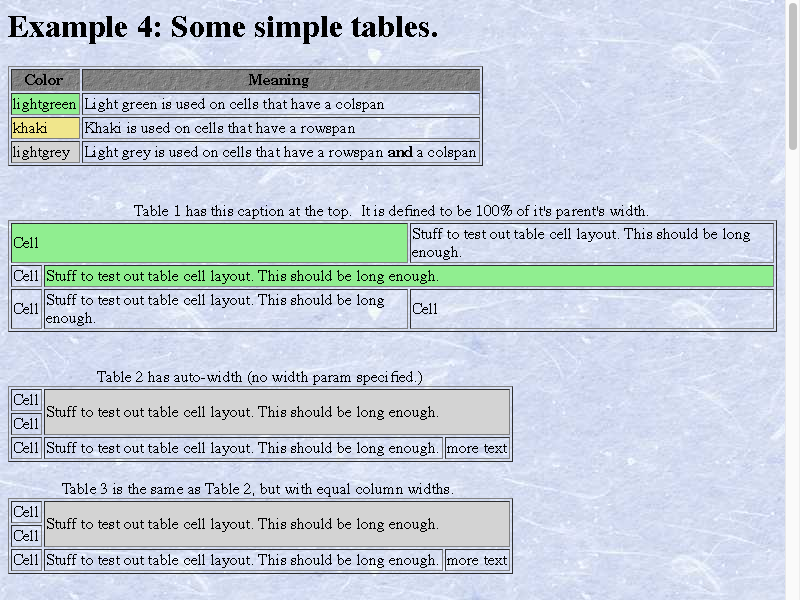 Example 4: Some simple tables.
Color Meaning
lightgreen Light green is used on cells that have a colspan
khaki Khaki is used on cells that have a rowspan
lightgrey Light grey is used on cells that have a rowspan and a colspan
Table 1 has this caption at the top. It is defined to be 100% of it's parent's width.
Cell Stuff to test out table cell layout. This should be long
enough.
Cell Stuff to test out table cell layout. This should be long enough.
Cell Stuff to test out table cell layout. This should be long
enough. Cell
Table 2 has auto-width (no width param specified.)
Cell Stuff to test out table cell layout. This should be long enough.
Cell
Cell Stuff to test out table cell layout. This should be long enough. more text
Table 3 is the same as Table 2, but with equal column widths.
Cell Stuff to test out table cell layout. This should be long enough.
Cell
Cell Stuff to test out table cell layout. This should be long enough. more text